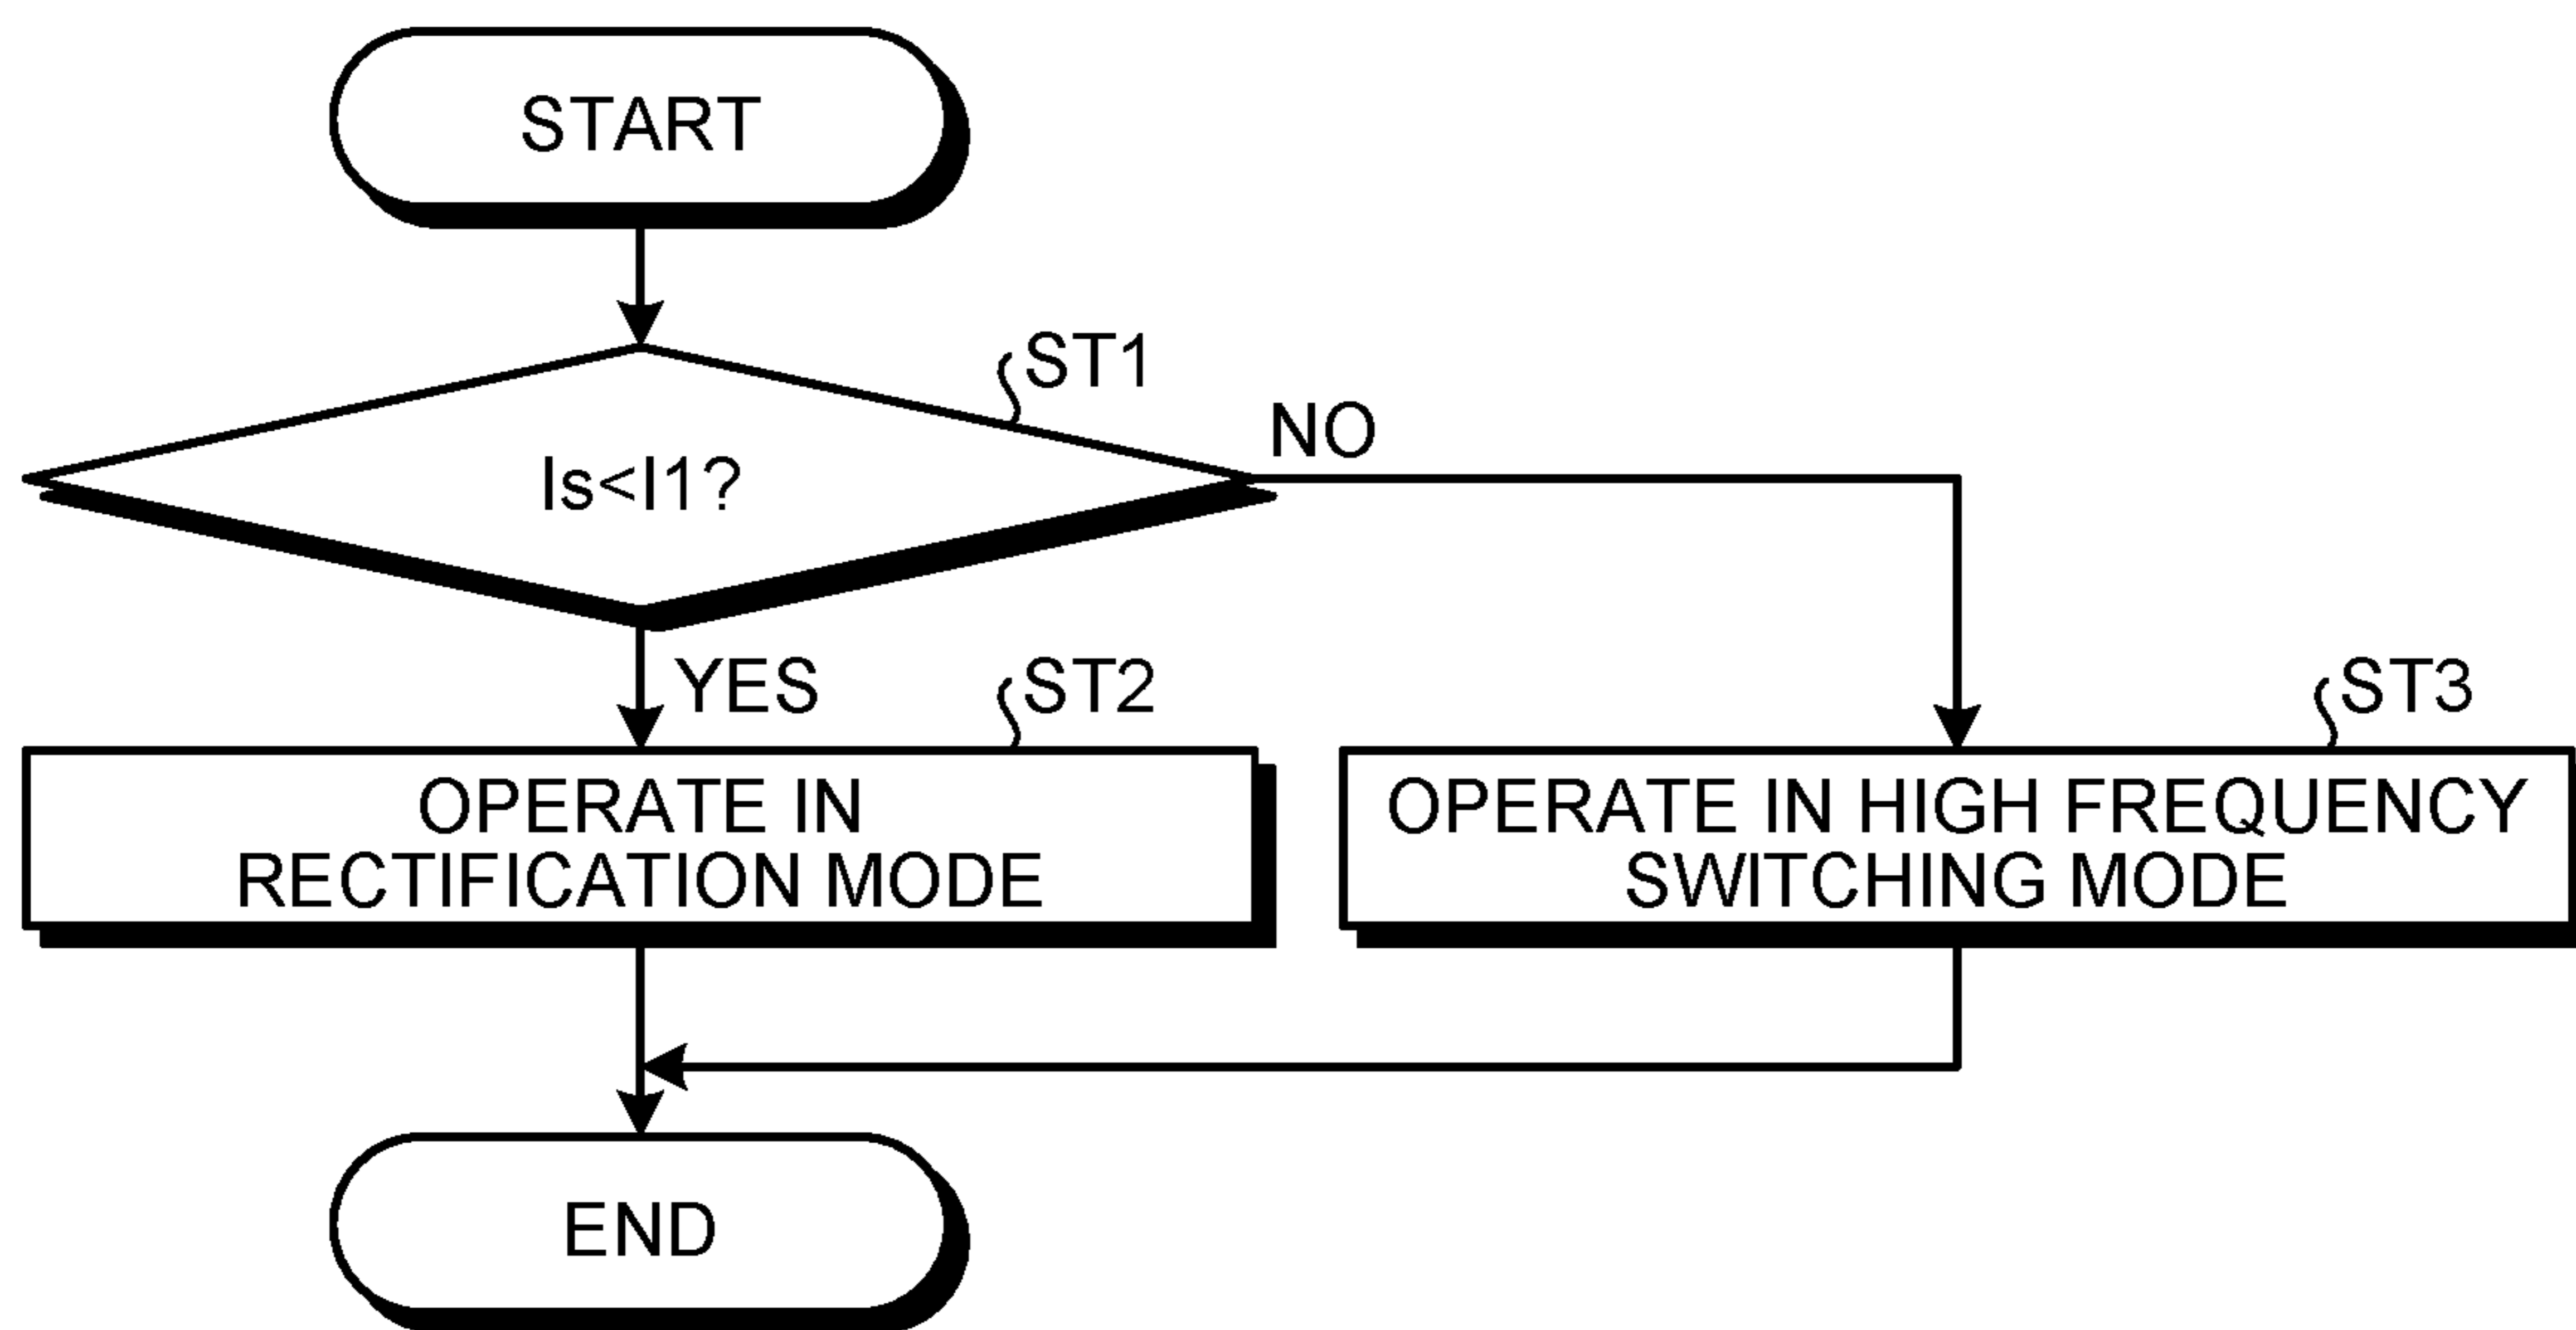 START
ST1
Is<I1?
NO
YES
ST2
ST3
OPERATE IN
RECTIFICATION MODE
OPERATE IN HIGH FREQUENCY
SWITCHING MODE
END